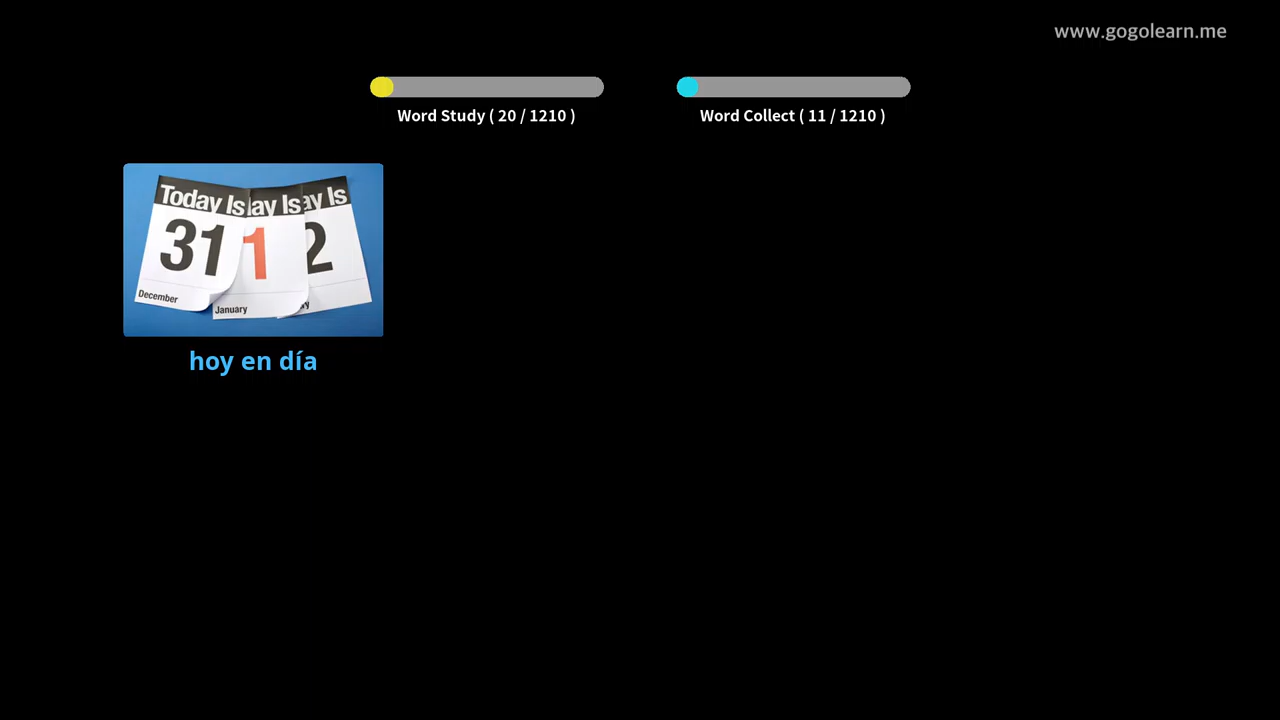 www.gogolearn.me
Word Study ( 20 / 1210 )
Word Collect ( 11 / 1210 )
Today Is
ay Is
ay Is
31
1
2
December
January
ry
hoy en día